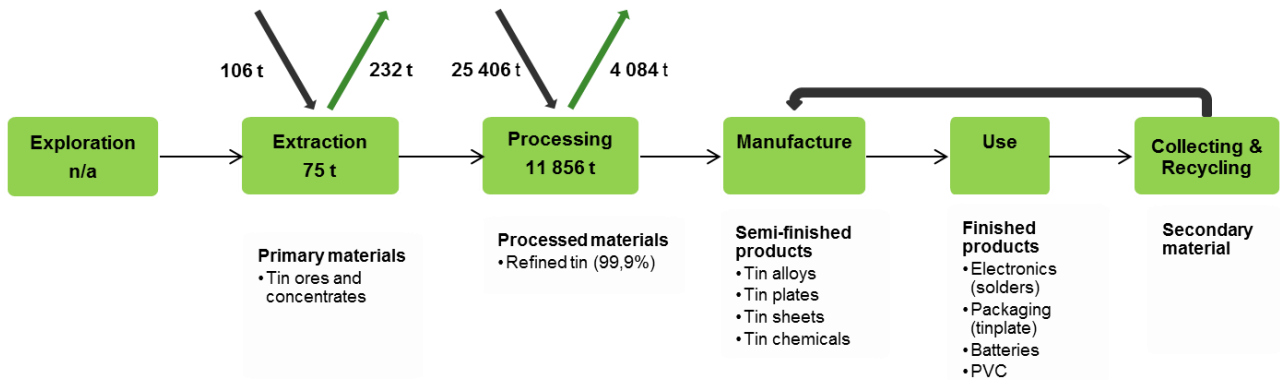 106 t
232 t
25 406 t
4 084 t
Exploration
n/a
Extraction
75 t
Processing
11 856 t
Manufacture
Use
Collecting &
Recycling
Primary materials
•Tin ores and
concentrates
Processed materials
•Refined tin (99,9%)
Semi-finished
products
•Tin alloys
•Tin plates
•Tin sheets
•Tin chemicals
Finished
products
•Electronics
(solders)
•Packaging
(tinplate)
•Batteries
•PVC
Secondary
material